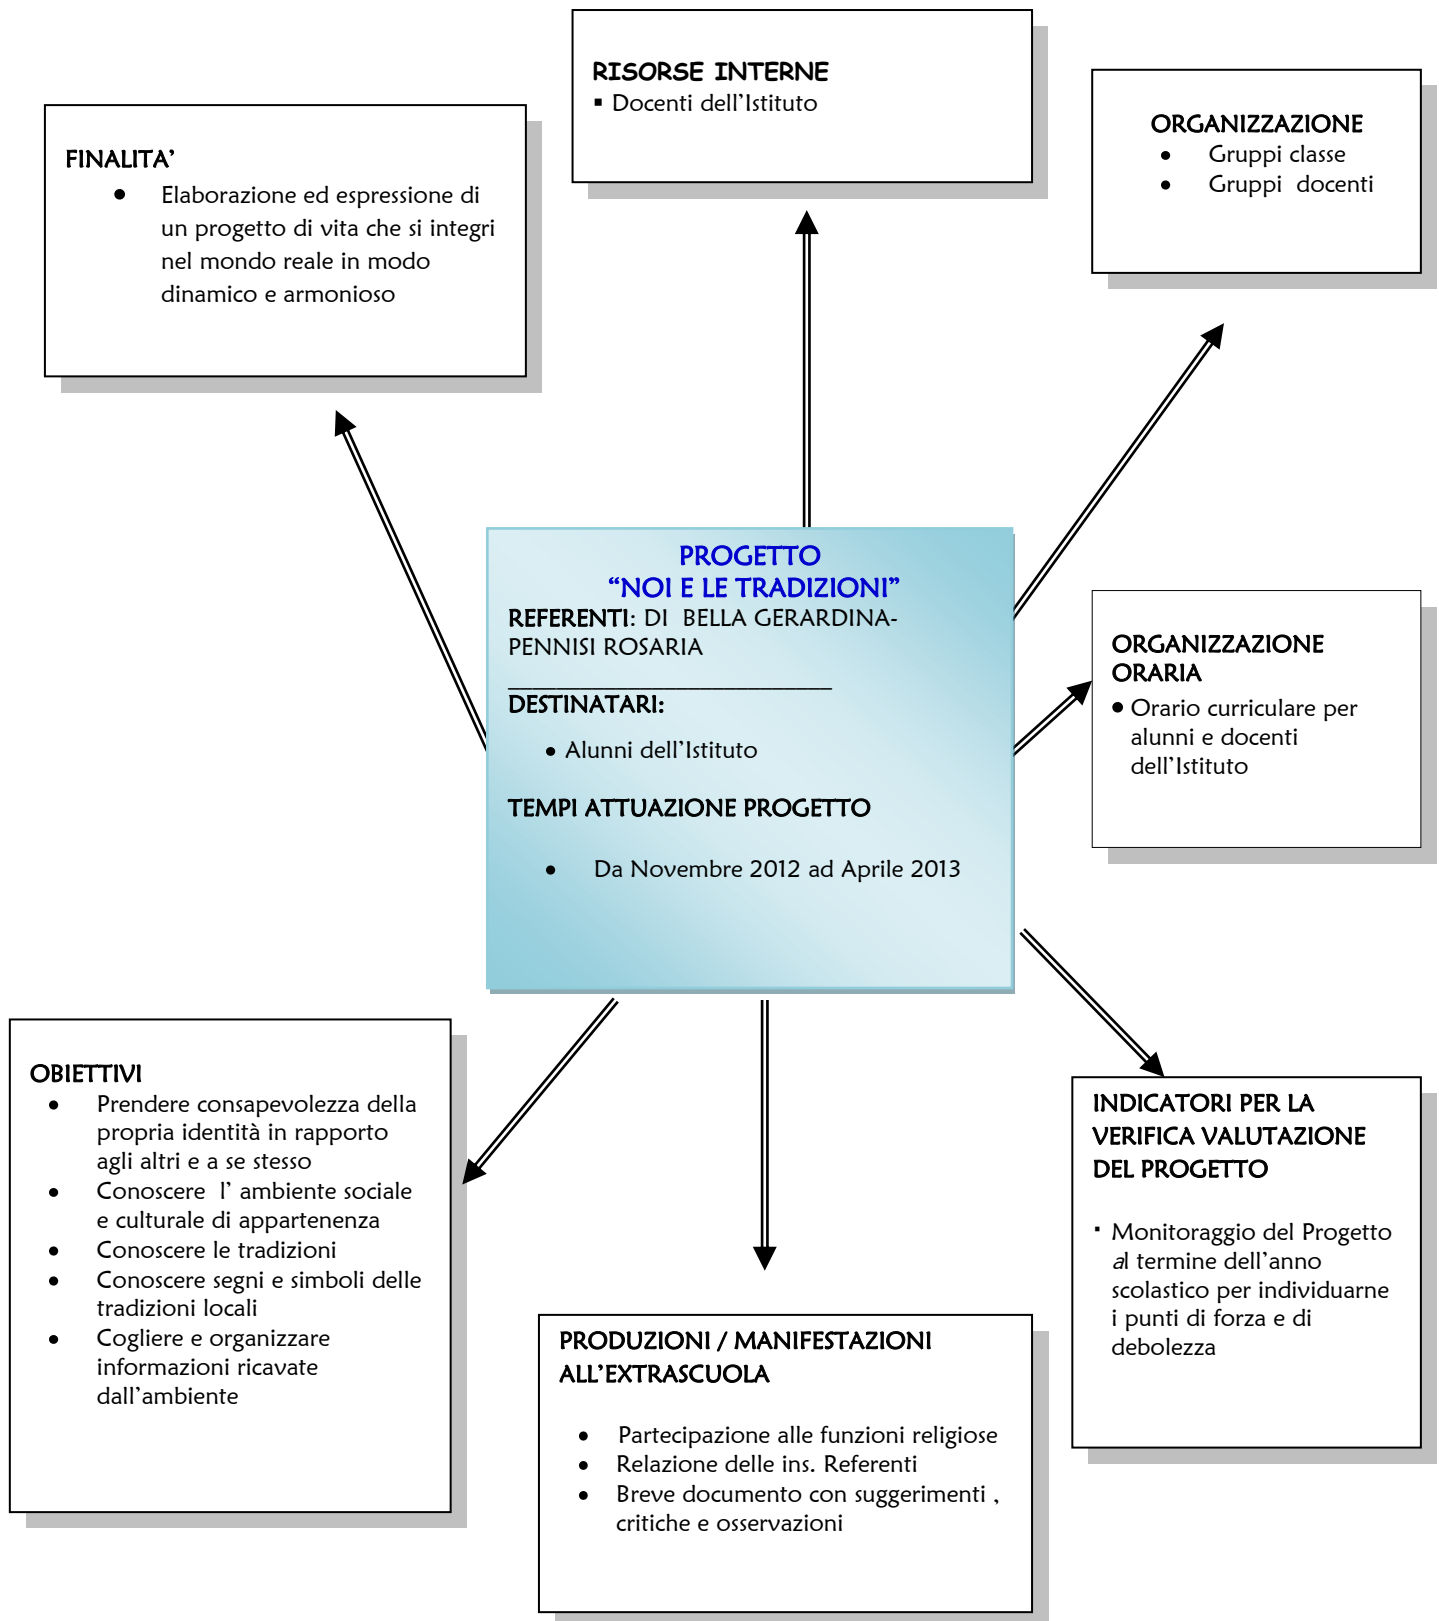 RISORSE INTERNE
▪ Docenti dell'Istituto
ORGANIZZAZIONE
• Gruppi classe
• Gruppi docenti
FINALITA'
• Elaborazione ed espressione di
un progetto di vita che si integri
nel mondo reale in modo
dinamico e armonioso
PROGETTO
“NOI E LE TRADIZIONI”
REFERENTI: DI BELLA GERARDINA-
PENNISI ROSARIA
___________________________
DESTINATARI:
• Alunni dell'Istituto
TEMPI ATTUAZIONE PROGETTO
• Da Novembre 2012 ad Aprile 2013
ORGANIZZAZIONE
ORARIA
• Orario curriculare per
alunni e docenti
dell'Istituto
OBIETTIVI
• Prendere consapevolezza della
propria identità in rapporto
agli altri e a se stesso
• Conoscere l' ambiente sociale
e culturale di appartenenza
• Conoscere le tradizioni
• Conoscere segni e simboli delle
tradizioni locali
• Cogliere e organizzare
informazioni ricavate
dall'ambiente
INDICATORI PER LA
VERIFICA VALUTAZIONE
DEL PROGETTO
▪ Monitoraggio del Progetto
al termine dell'anno
scolastico per individuarne
i punti di forza e di
debolezza
PRODUZIONI / MANIFESTAZIONI
ALL'EXTRASCUOLA
• Partecipazione alle funzioni religiose
• Relazione delle ins. Referenti
• Breve documento con suggerimenti ,
critiche e osservazioni